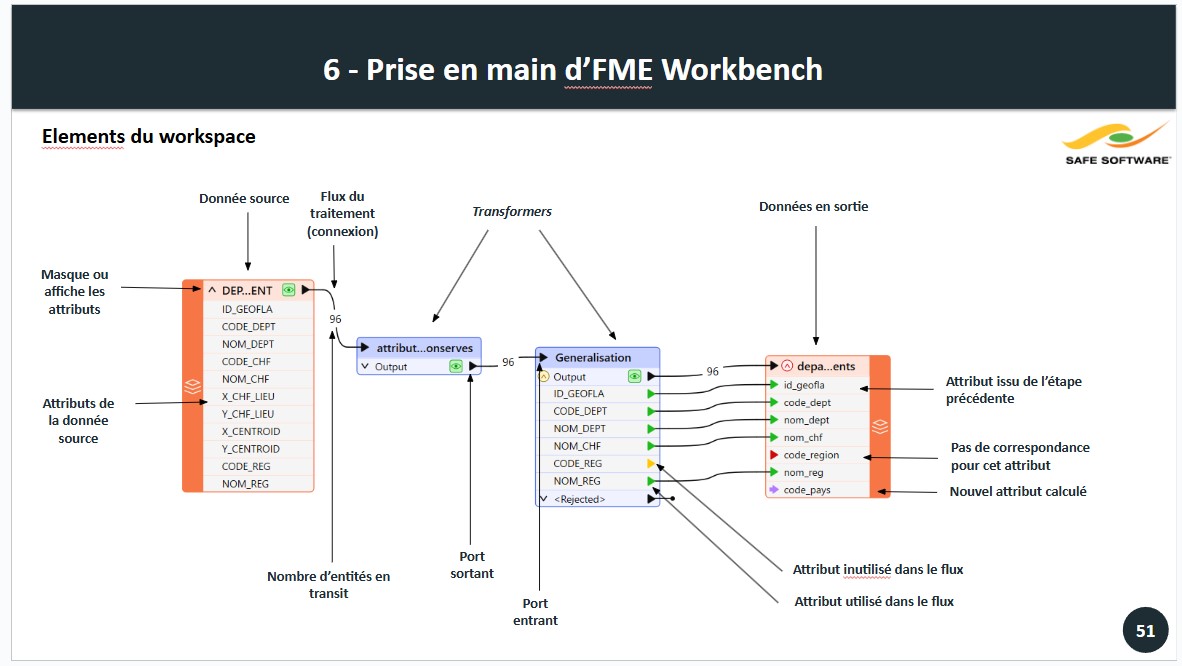 6 - Prise en main d’FME Workbench
Elements du workspace
SAFE SOFTWARE
Donnée source
Flux du
traitement
(connexion)
Transformers
Données en sortie
Masque ou
affiche les
attributs
Attributs de
la donnée
source
DEP...ENT
ID_GEOFLA
CODE_DEPT
NOM_DEPT
CODE_CHF
NOM_CHF
X_CHF_LIEU
Y_CHF_LIEU
X_CENTROID
Y_CENTROID
CODE_REG
NOM_REG
96
attribut...onserves
Output
96
Generalisation
Output
ID_GEOFLA
CODE_DEPT
NOM_DEPT
NOM_CHF
CODE_REG
NOM_REG
<Rejected>
96
depa...ents
id_geofla
code_dept
nom_dept
nom_chf
code_region
nom_reg
code_pays
Attribut issu de l’étape
précédente
Pas de correspondance
pour cet attribut
Nouvel attribut calculé
Nombre d’entités en
transit
Port
sortant
Port
entrant
Attribut inutilisé dans le flux
Attribut utilisé dans le flux
51